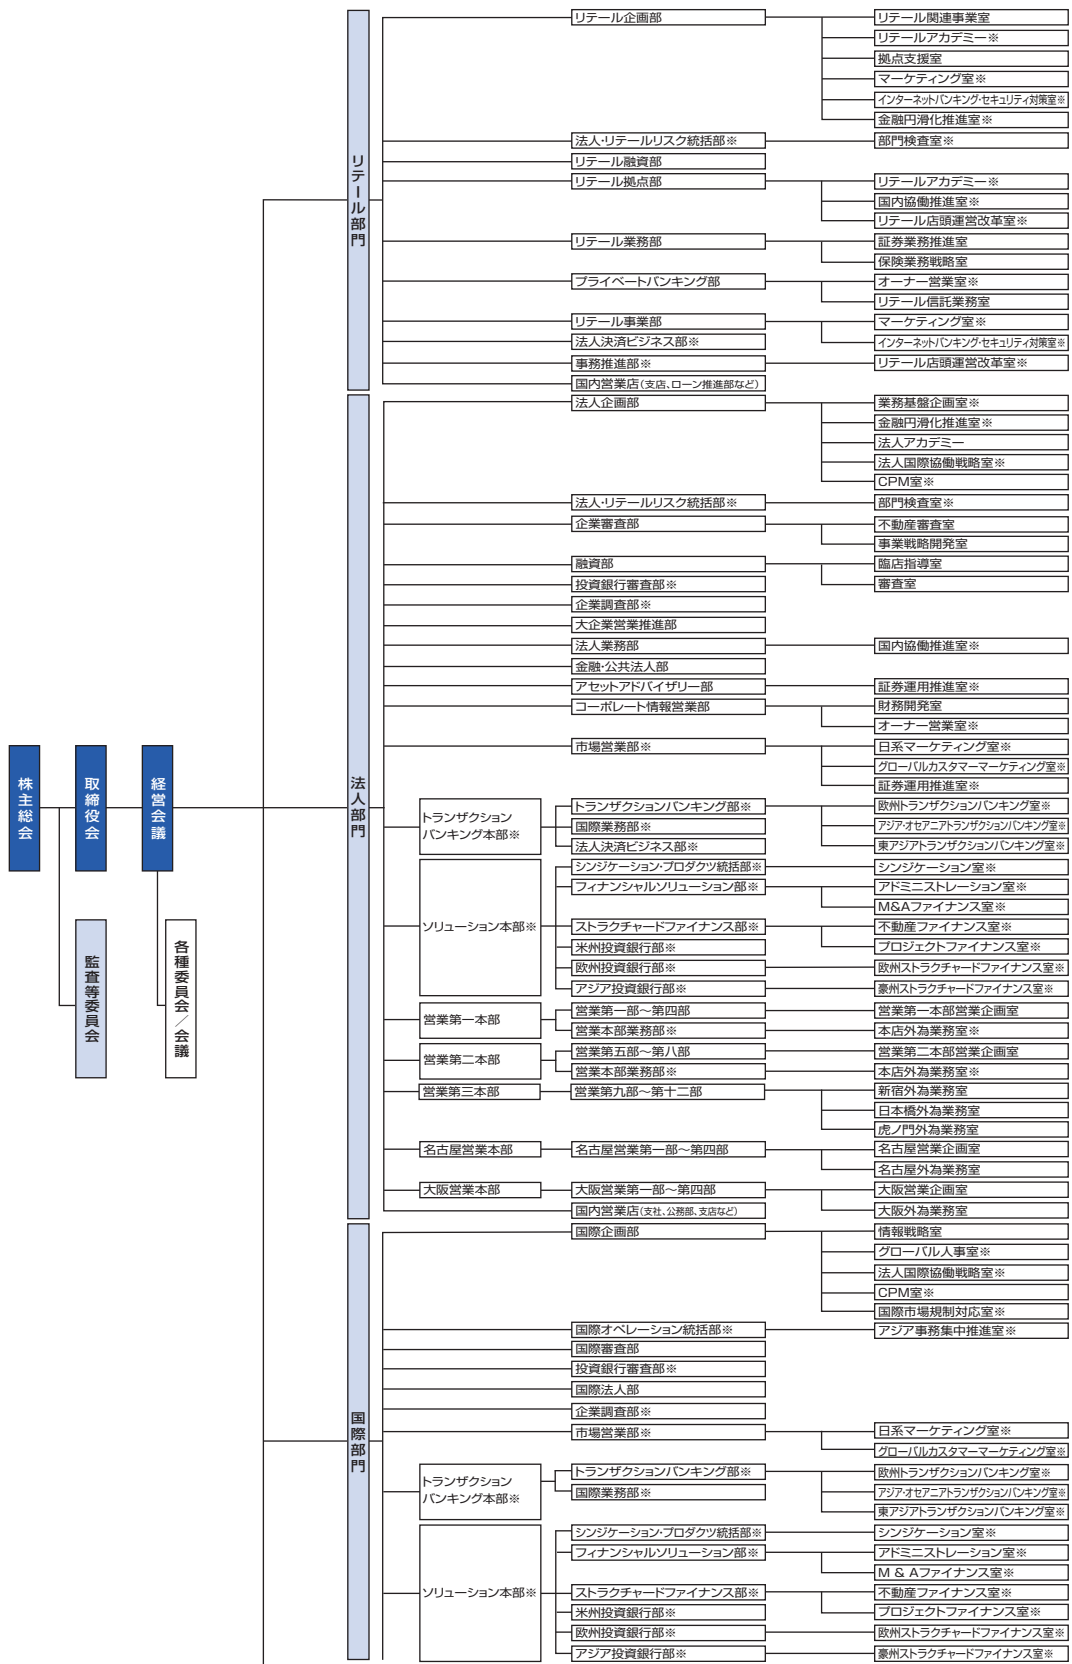 株主総会
取締役会
経営会議
監査等委員会
各種委員会／会議
リテール部門
リテール企画部
リテール関連事業室
リテールアカデミー※
拠点支援室
マーケティング室※
インターネットバンキング・セキュリティ対策室※
金融円滑化推進室※
法人・リテールリスク統括部※
部門検査室※
リテール融資部
リテール拠点部
リテールアカデミー※
国内協働推進室※
リテール店頭運営改革室※
リテール業務部
証券業務推進室
保険業務戦略室
プライベートバンキング部
オーナー営業室※
リテール信託業務室
リテール事業部
マーケティング室※
インターネットバンキング・セキュリティ対策室※
法人決済ビジネス部※
事務推進部※
リテール店頭運営改革室※
国内営業店（支店、ローン推進部など）
法人部門
法人企画部
業務基盤企画室※
金融円滑化推進室※
法人アカデミー
法人国際協働戦略室※
CPM室※
法人・リテールリスク統括部※
部門検査室※
企業審査部
不動産審査室
事業戦略開発室
融資部
臨店指導室
審査室
投資銀行審査部※
企業調査部※
大企業営業推進部
法人業務部
国内協働推進室※
金融・公共法人部
アセットアドバイザリー部
証券運用推進室※
コーポレート情報営業部
財務開発室
オーナー営業室※
市場営業部※
日系マーケティング室※
グローバルカスタマーマーケティング室※
証券運用推進室※
トランザクション
バンキング本部※
トランザクションバンキング部※
欧州トランザクションバンキング室※
国際業務部※
アジア・オセアニアトランザクションバンキング室※
法人決済ビジネス部※
東アジアトランザクションバンキング室※
ソリューション本部※
シンジケーション・プロダクツ統括部※
シンジケーション室※
フィナンシャルソリューション部※
アドミニストレーション室※
M&Aファイナンス室※
ストラクチャードファイナンス部※
不動産ファイナンス室※
プロジェクトファイナンス室※
米州投資銀行部※
欧州投資銀行部※
欧州ストラクチャードファイナンス室※
アジア投資銀行部※
豪州ストラクチャードファイナンス室※
営業第一本部
営業第一部～第四部
営業第一本部営業企画室
営業本部業務部※
本店外為業務室※
営業第二本部
営業第五部～第八部
営業第二本部営業企画室
営業本部業務部※
本店外為業務室※
営業第三本部
営業第九部～第十二部
新宿外為業務室
日本橋外為業務室
虎ノ門外為業務室
名古屋営業本部
名古屋営業第一部～第四部
名古屋営業企画室
名古屋外為業務室
大阪営業本部
大阪営業第一部～第四部
大阪営業企画室
大阪外為業務室
国内営業店（支社、公務部、支店など）
国際部門
国際企画部
情報戦略室
グローバル人事室※
法人国際協働戦略室※
CPM室※
国際市場規制対応室※
国際オペレーション統括部※
アジア事務集中推進室※
国際審査部
投資銀行審査部※
国際法人部
企業調査部※
市場営業部※
日系マーケティング室※
グローバルカスタマーマーケティング室※
トランザクション
バンキング本部※
トランザクションバンキング部※
欧州トランザクションバンキング室※
国際業務部※
アジア・オセアニアトランザクションバンキング室※
東アジアトランザクションバンキング室※
ソリューション本部※
シンジケーション・プロダクツ統括部※
シンジケーション室※
フィナンシャルソリューション部※
アドミニストレーション室※
M & Aファイナンス室※
ストラクチャードファイナンス部※
不動産ファイナンス室※
プロジェクトファイナンス室※
米州投資銀行部※
欧州投資銀行部※
欧州ストラクチャードファイナンス室※
アジア投資銀行部※
豪州ストラクチャードファイナンス室※